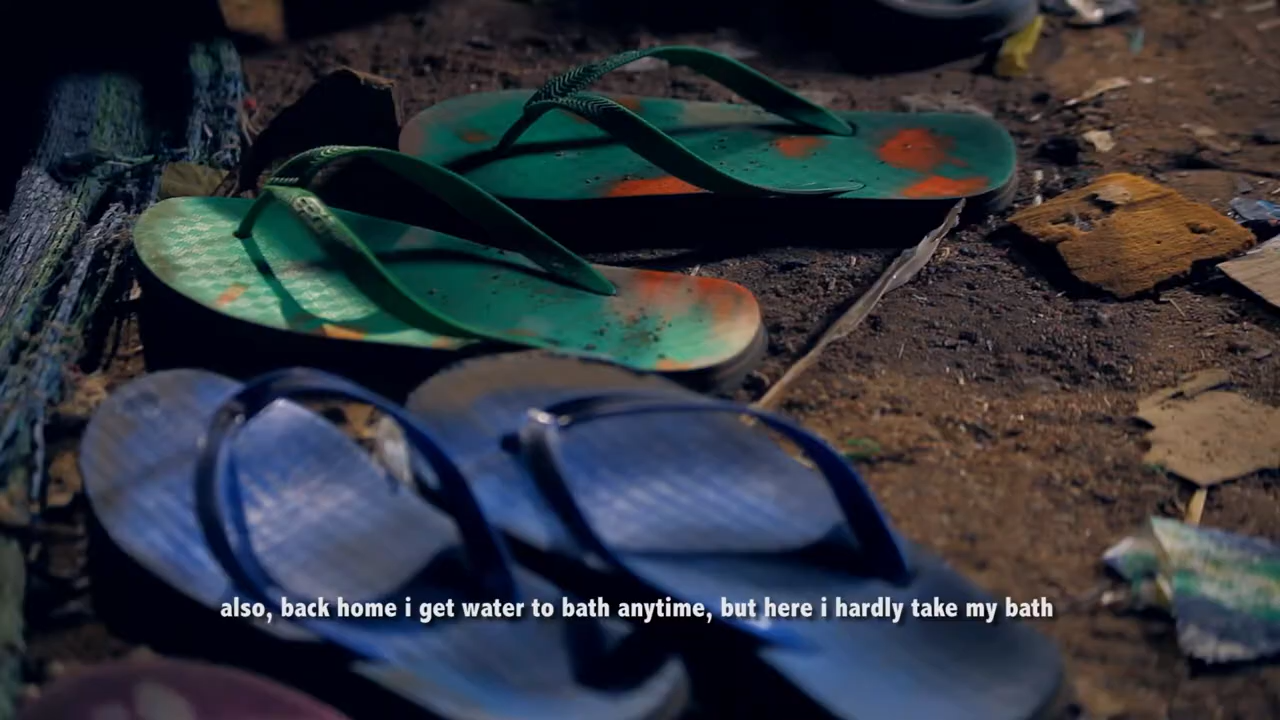 also, back home i get water to bath anytime, but here i hardly take my bath